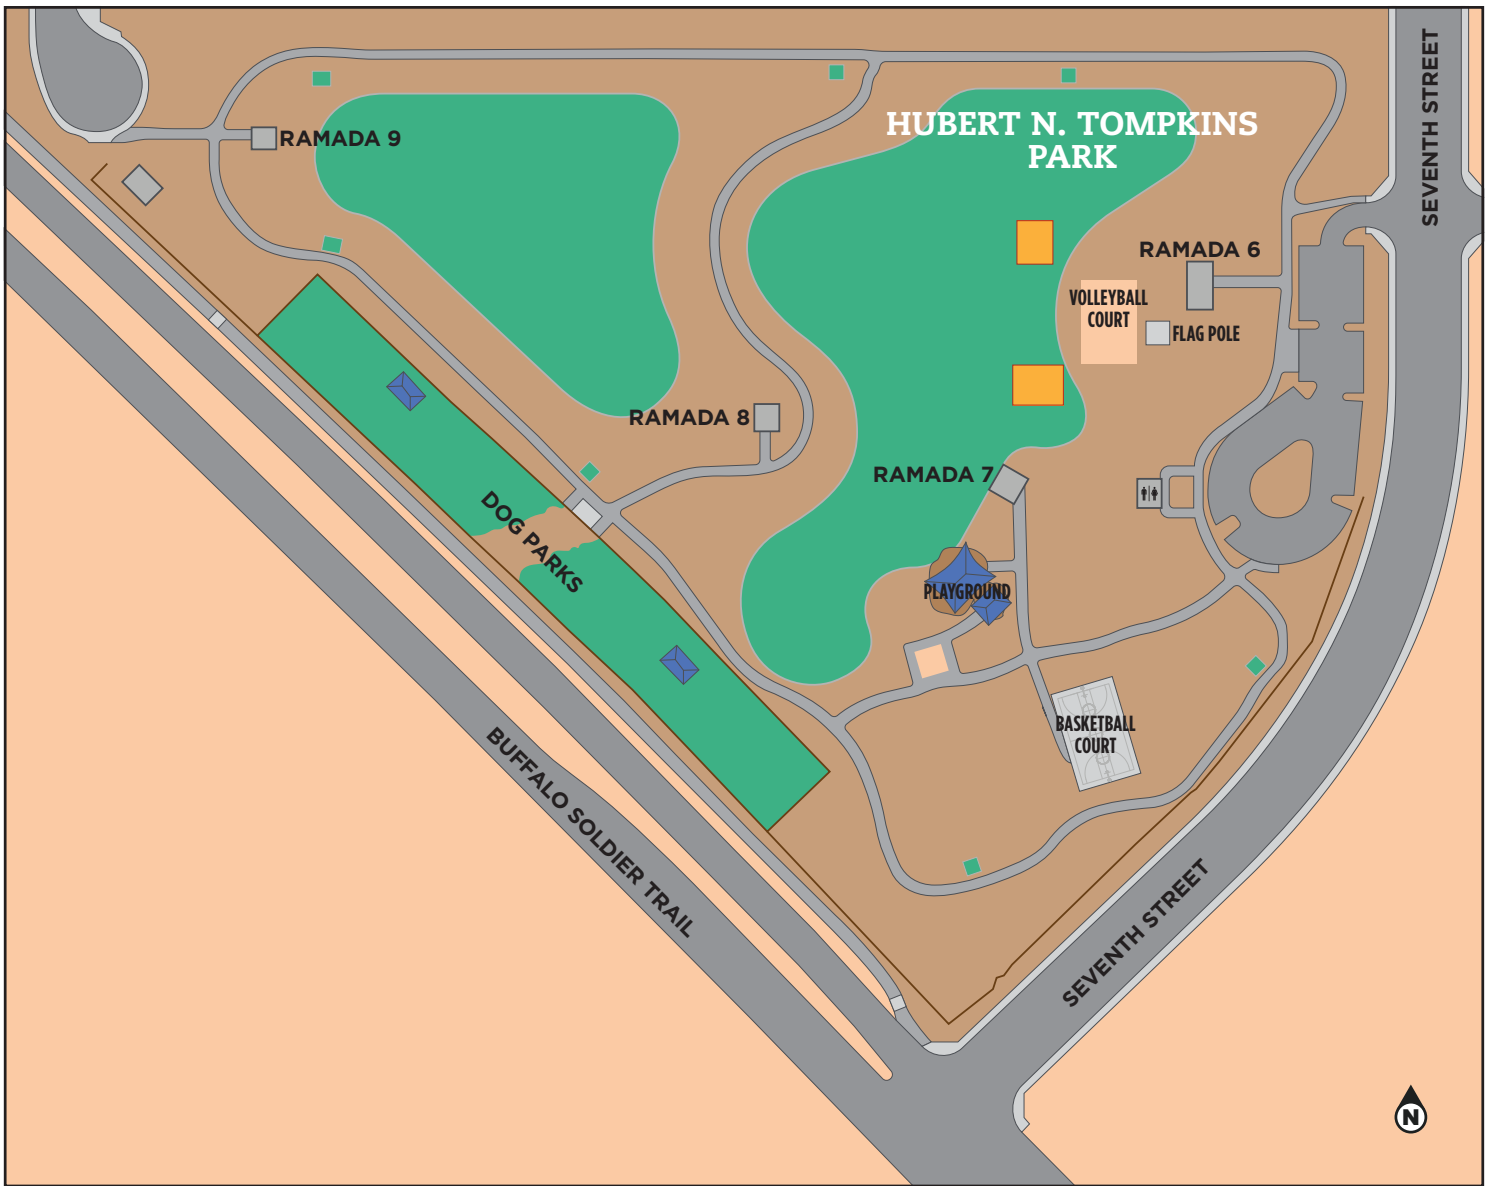 SEVENTH STREET
HUBERT N. TOMPKINS
PARK
RAMADA 9
RAMADA 6
VOLLEYBALL
COURT
FLAG POLE
RAMADA 8
RAMADA 7
DOG PARKS
PLAYGROUND
BASKETBALL
COURT
BUFFALO SOLDIER TRAIL
SEVENTH STREET
N